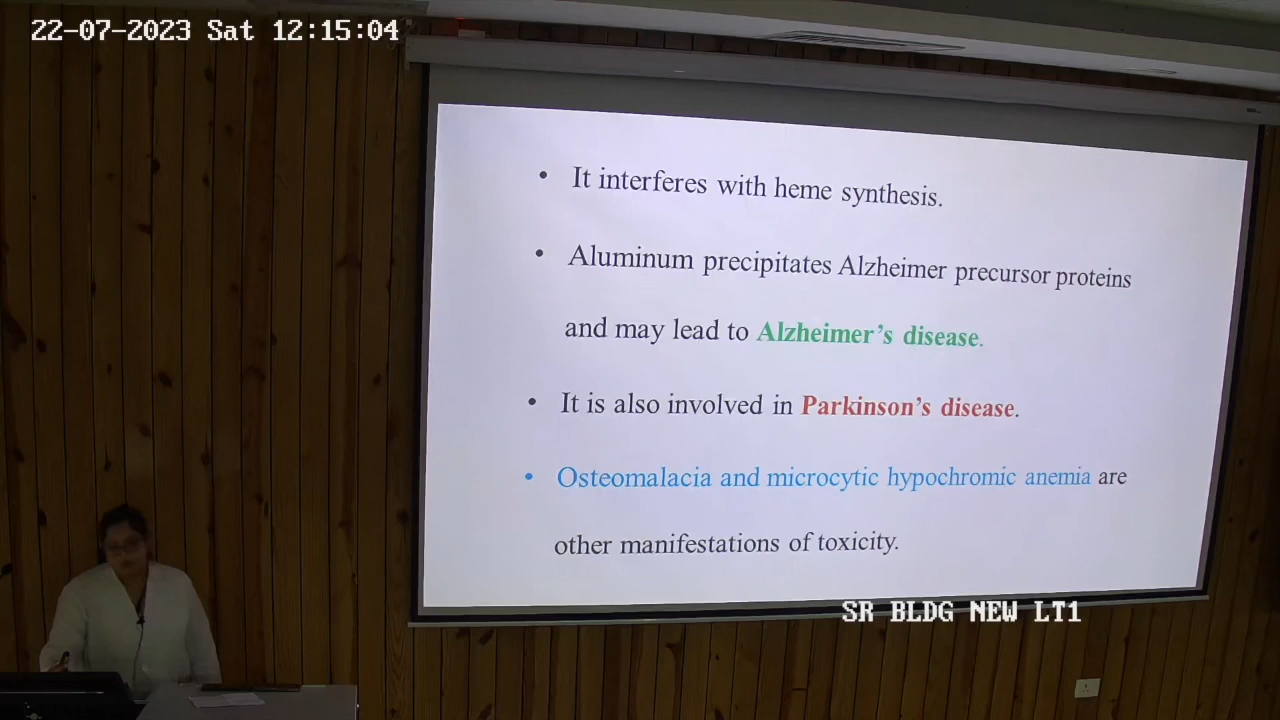 22-07-2023 Sat 12:15:04
• It interferes with heme synthesis.
• Aluminum precipitates Alzheimer precursor proteins
and may lead to Alzheimer's disease.
• It is also involved in Parkinson's disease.
• Osteomalacia and microcytic hypochromic anemia are
other manifestations of toxicity.
SR BLDG NEW LT1